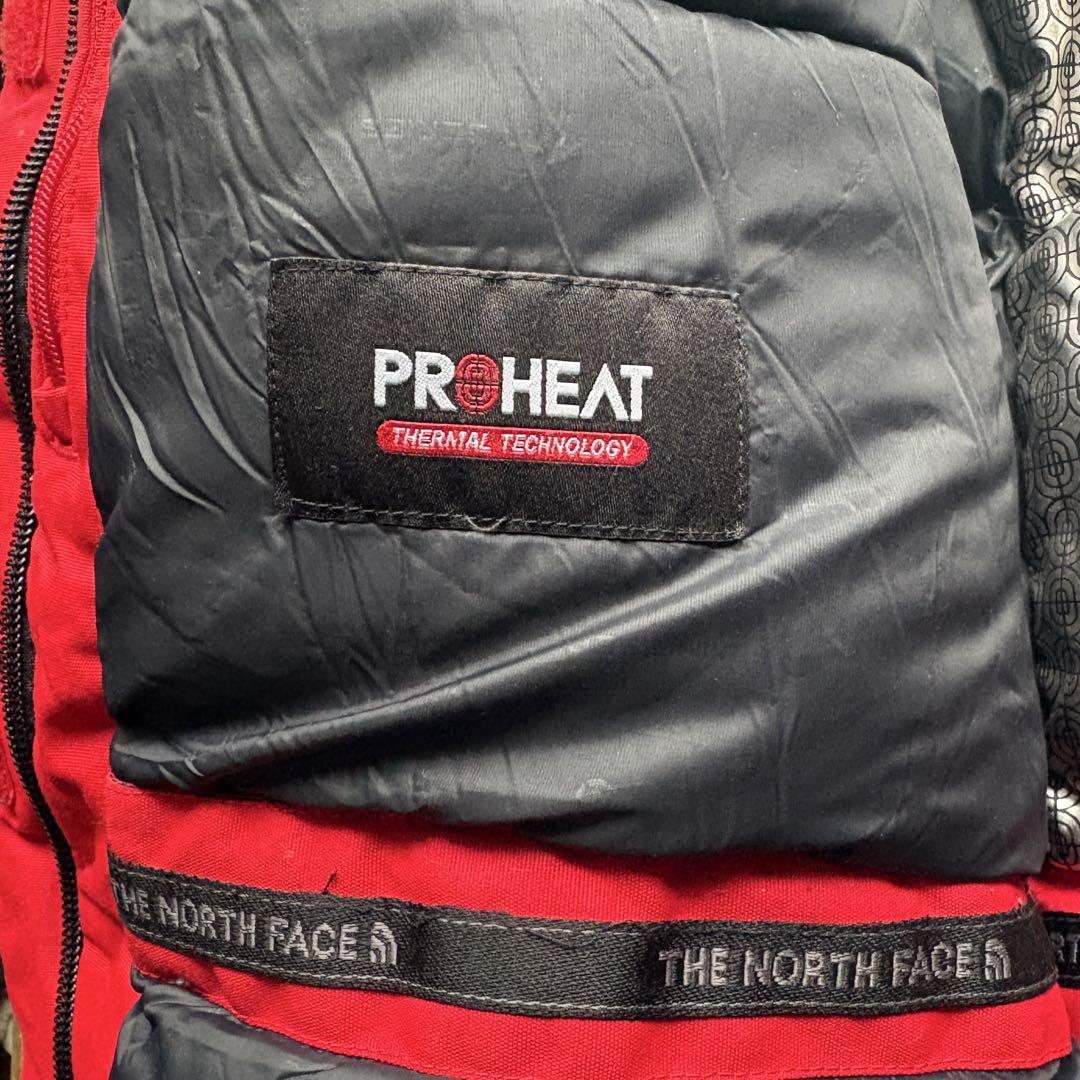 PROHEAT
THERMAL TECHNOLOGY
THE NORTH FACE THE NORTH FACE